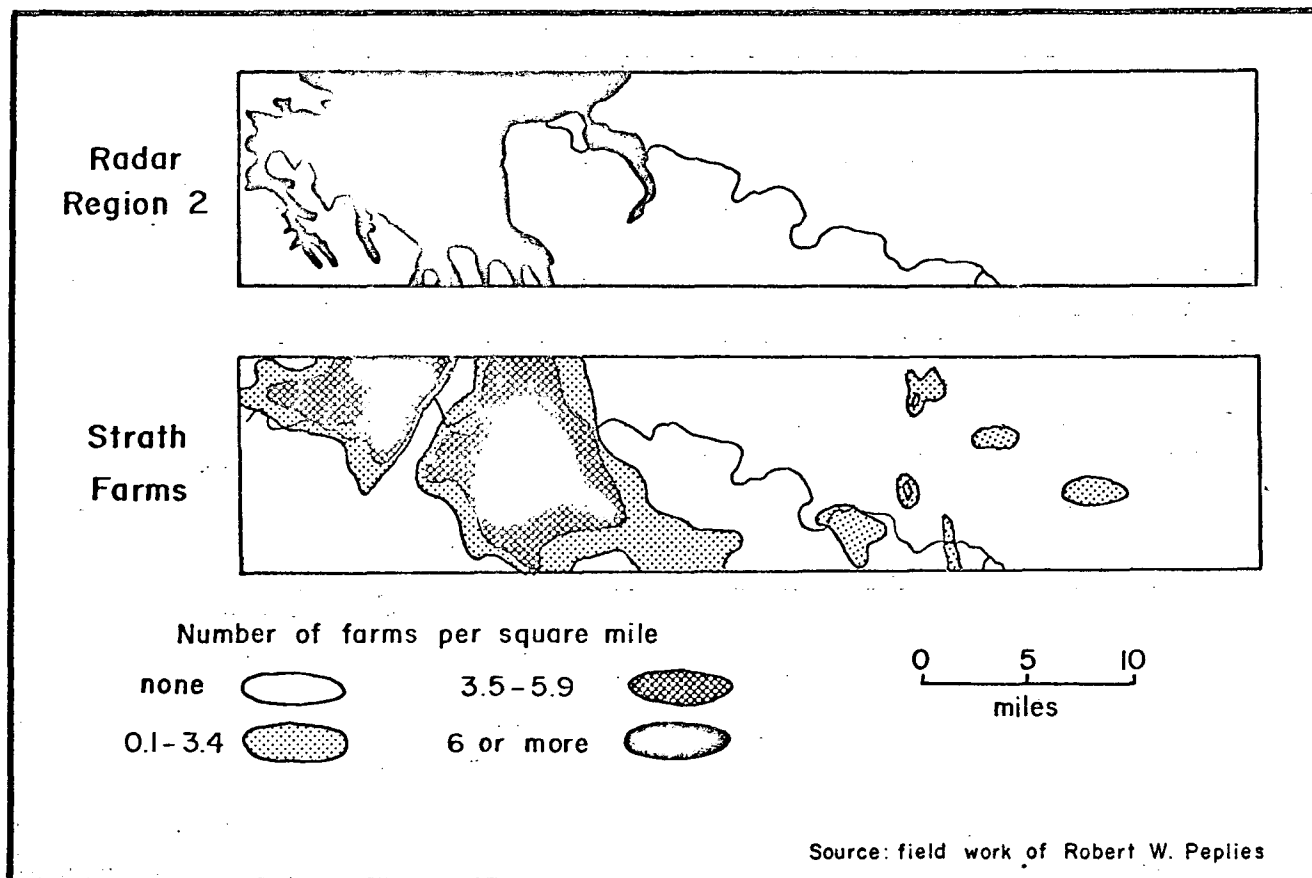 Radar
Region 2
Strath
Farms
Number of farms per square mile
none
3.5-5.9
0.1-3.4
6 or more
0 5 10
miles
Source: field work of Robert W. Peplies